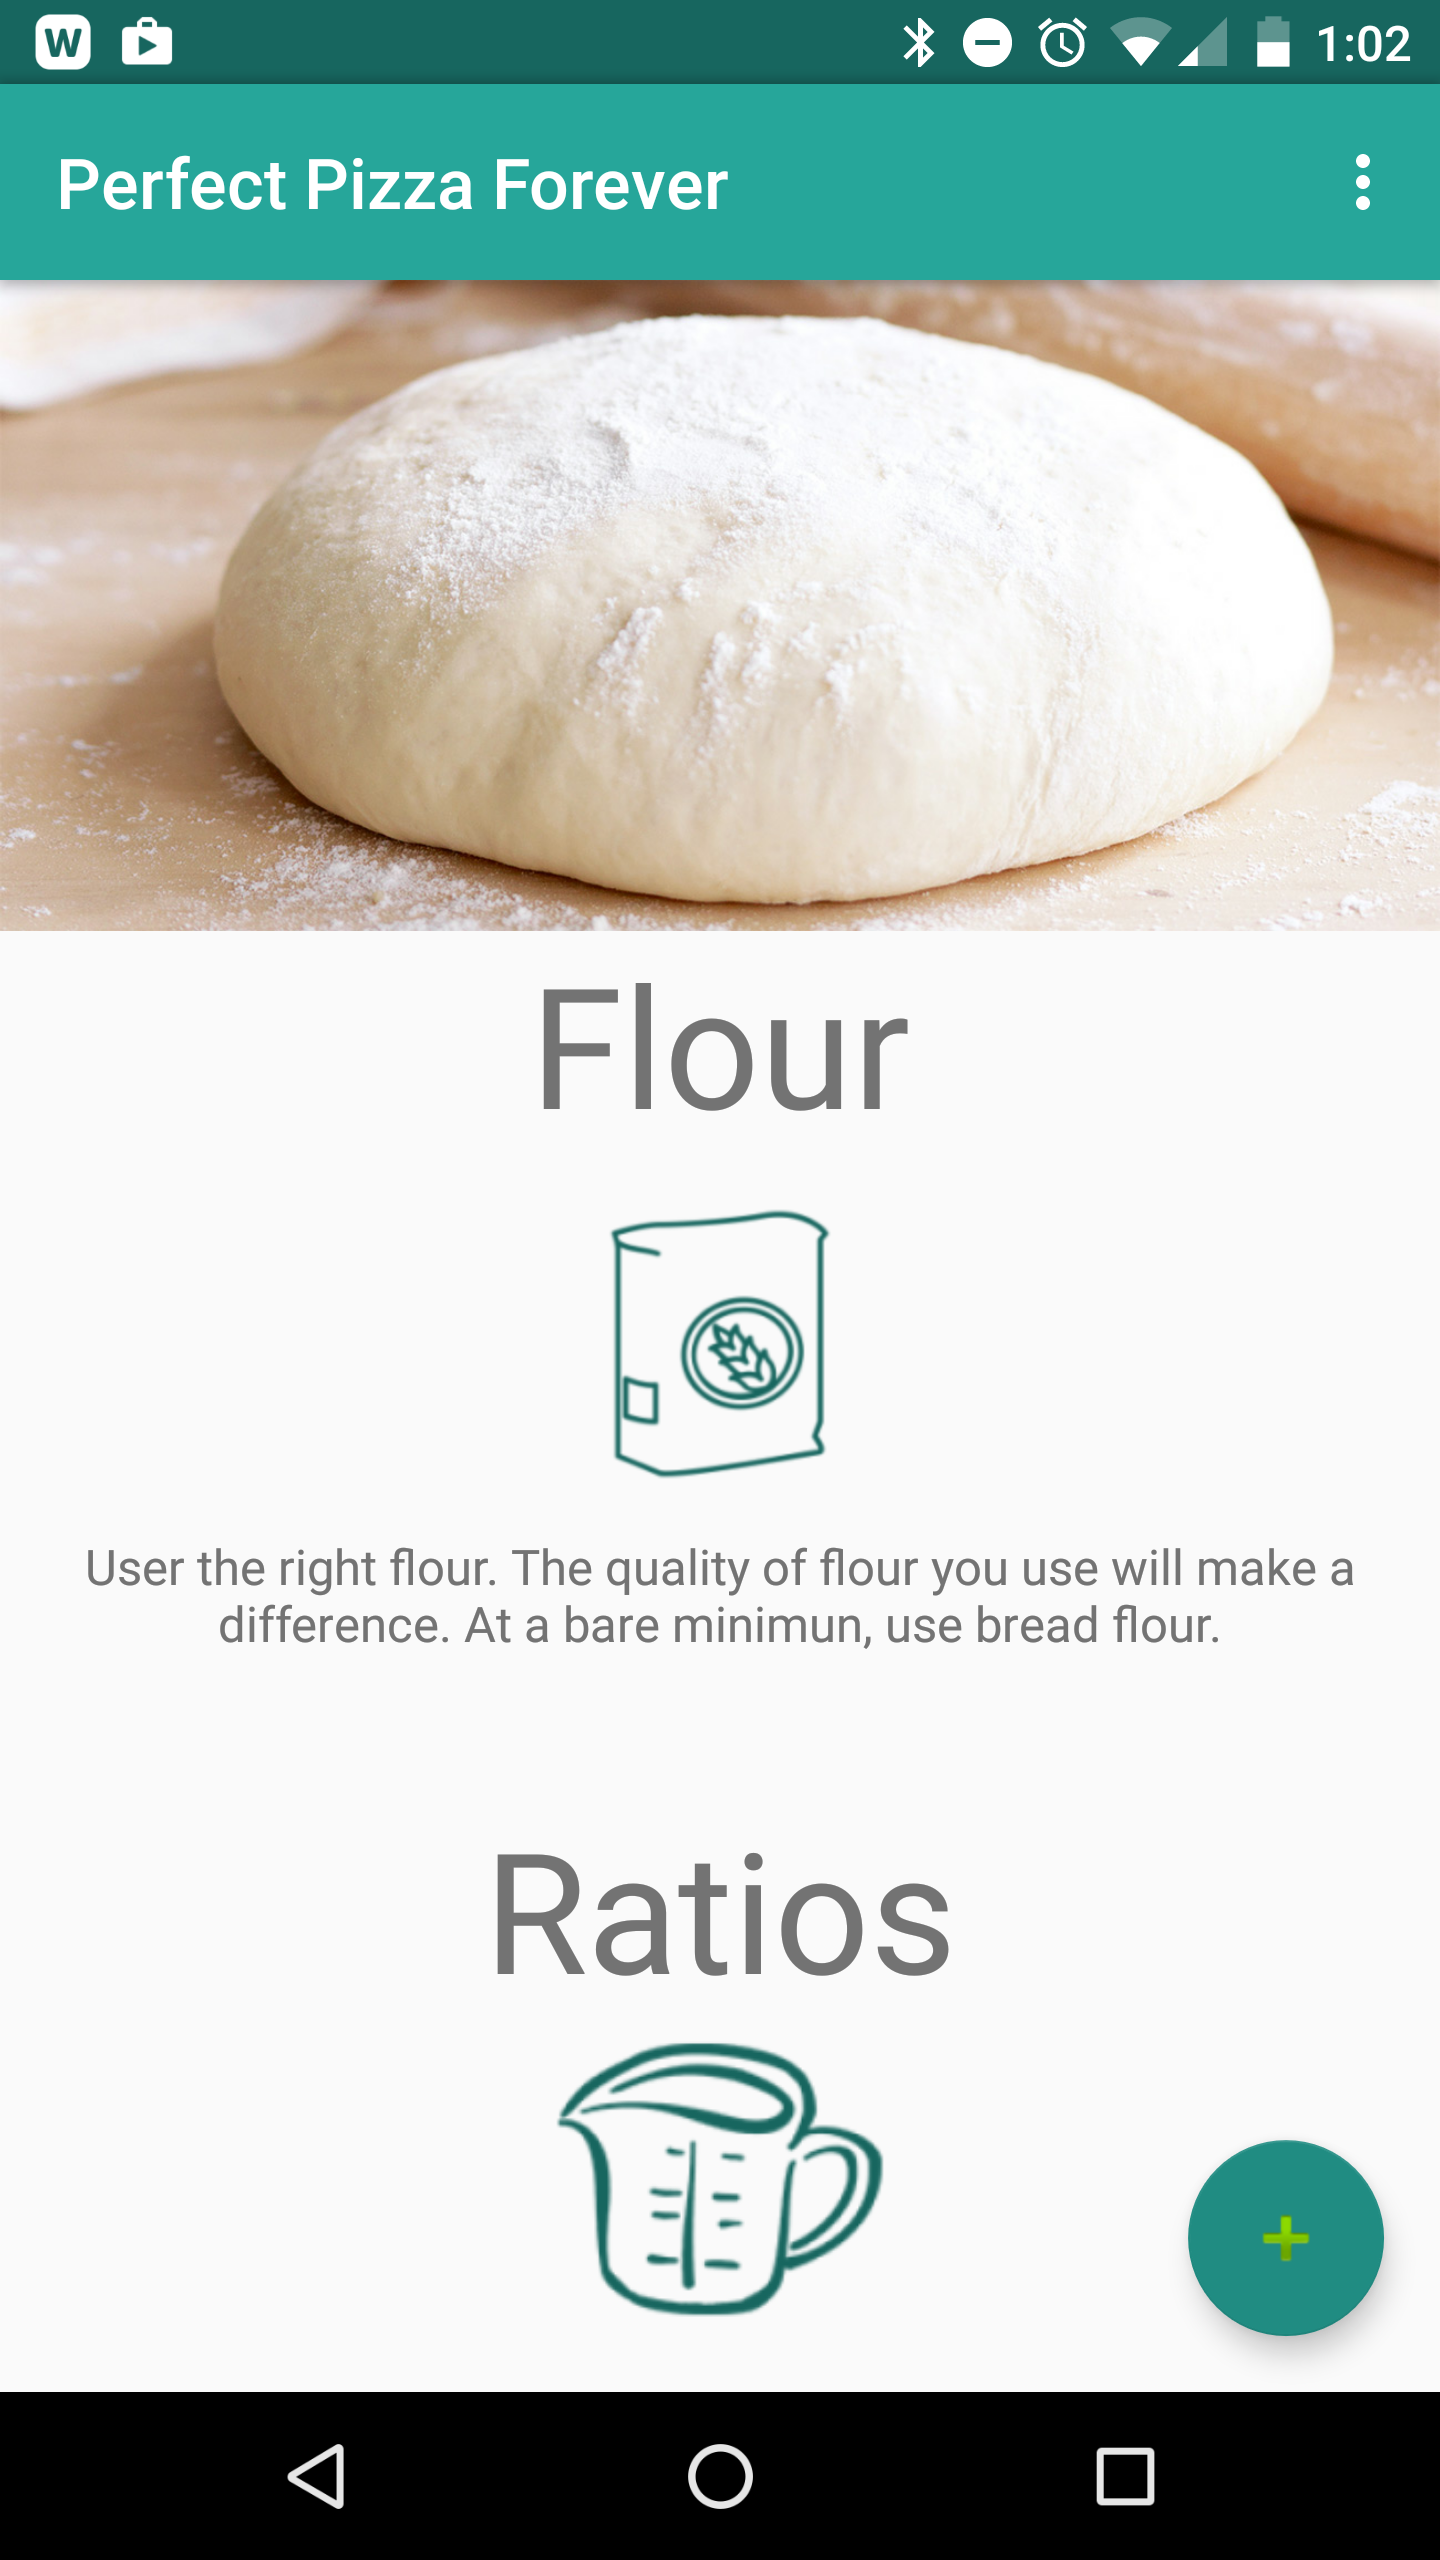 W
1:02
Perfect Pizza Forever
Flour
User the right flour. The quality of flour you use will make a
difference. At a bare minimun, use bread flour.
Ratios